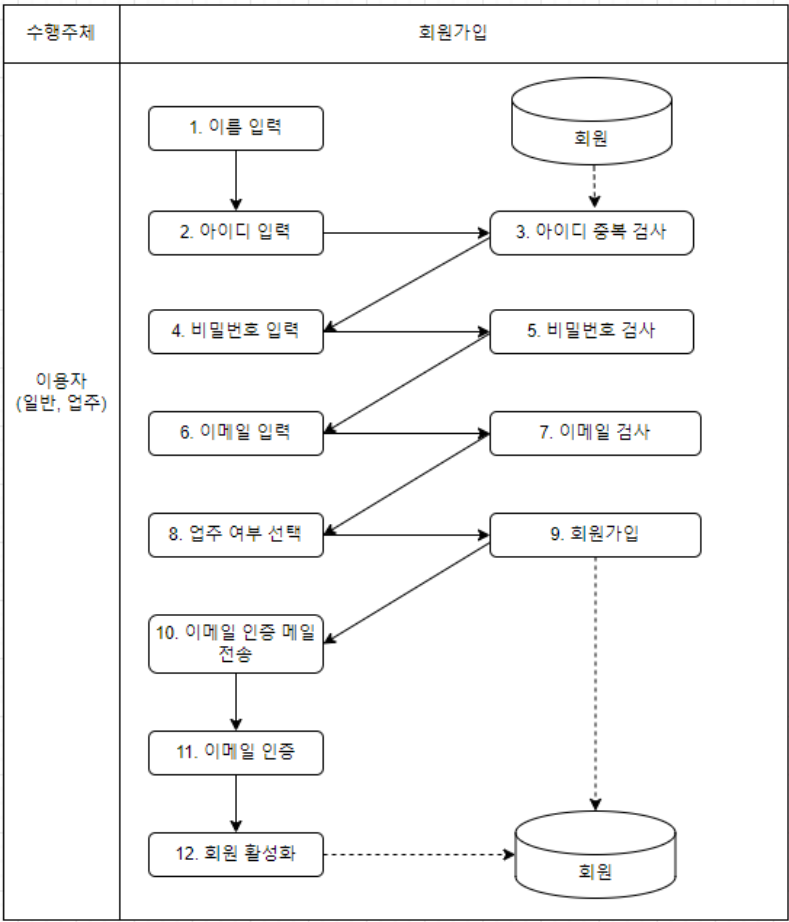 수행주체
회원가입
이용자
(일반, 업주)
1. 이름 입력
회원
2. 아이디 입력
3. 아이디 중복 검사
4. 비밀번호 입력
5. 비밀번호 검사
6. 이메일 입력
7. 이메일 검사
8. 업주 여부 선택
9. 회원가입
10. 이메일 인증 메일
전송
11. 이메일 인증
12. 회원 활성화
회원